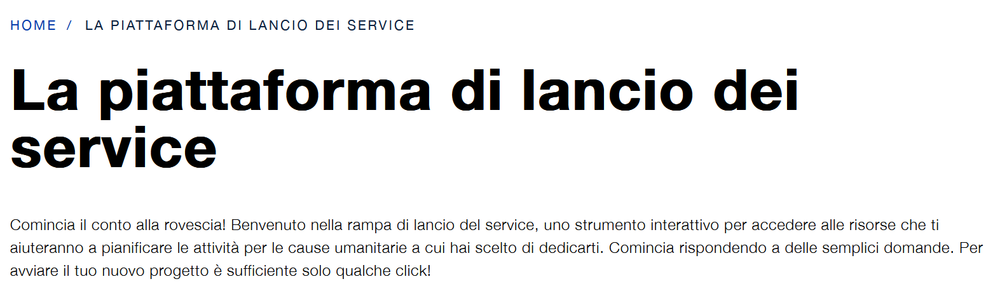 HOME / LA PIATTAFORMA DI LANCIO DEI SERVICE
La piattaforma di lancio dei
service
Comincia il conto alla rovescia! Benvenuto nella rampa di lancio del service, uno strumento interattivo per accedere alle risorse che ti
aiuteranno a pianificare le attività per le cause umanitarie a cui hai scelto di dedicarti. Comincia rispondendo a delle semplici domande. Per
avviare il tuo nuovo progetto è sufficiente solo qualche click!